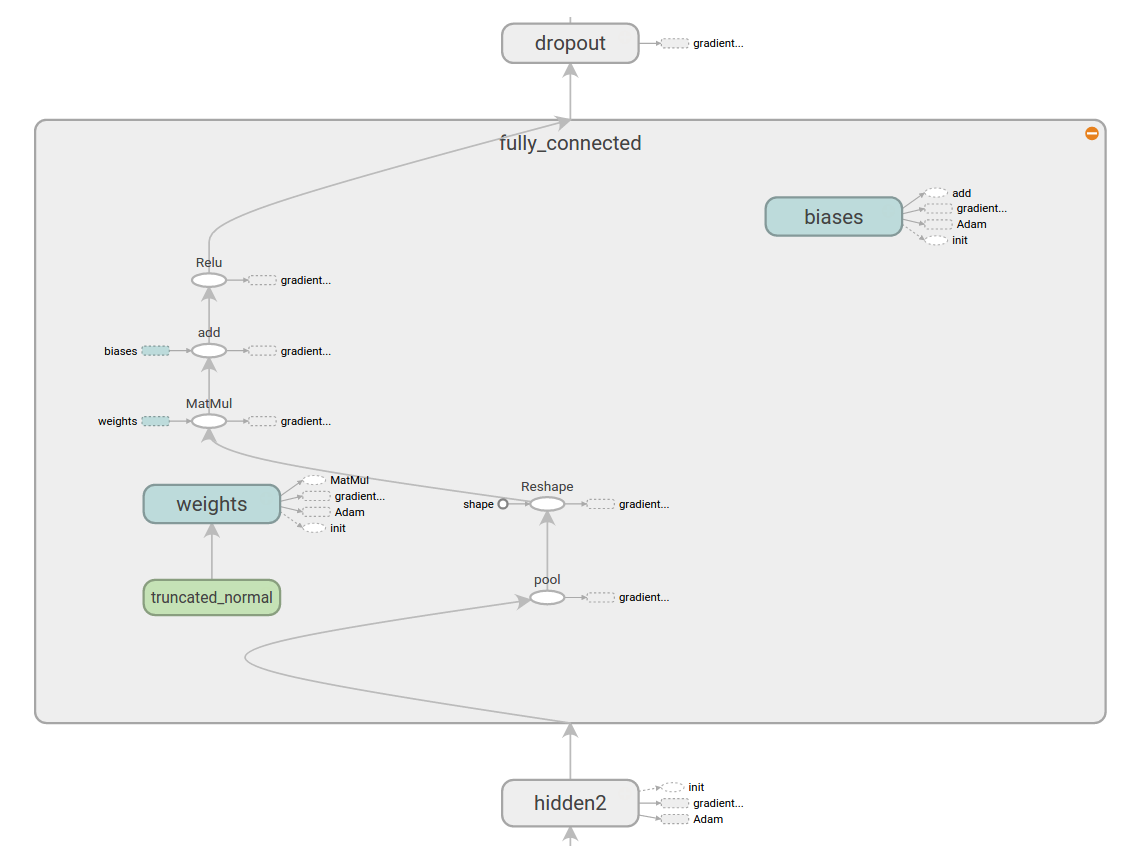 dropout
gradient...
fully_connected
add
biases
gradient...
Adam
init
Relu
gradient...
add
biases
gradient...
MatMul
weights
gradient...
weights
MatMul
gradient...
Adam
init
Reshape
shape
gradient...
truncated_normal
pool
gradient...
hidden2
init
gradient...
Adam